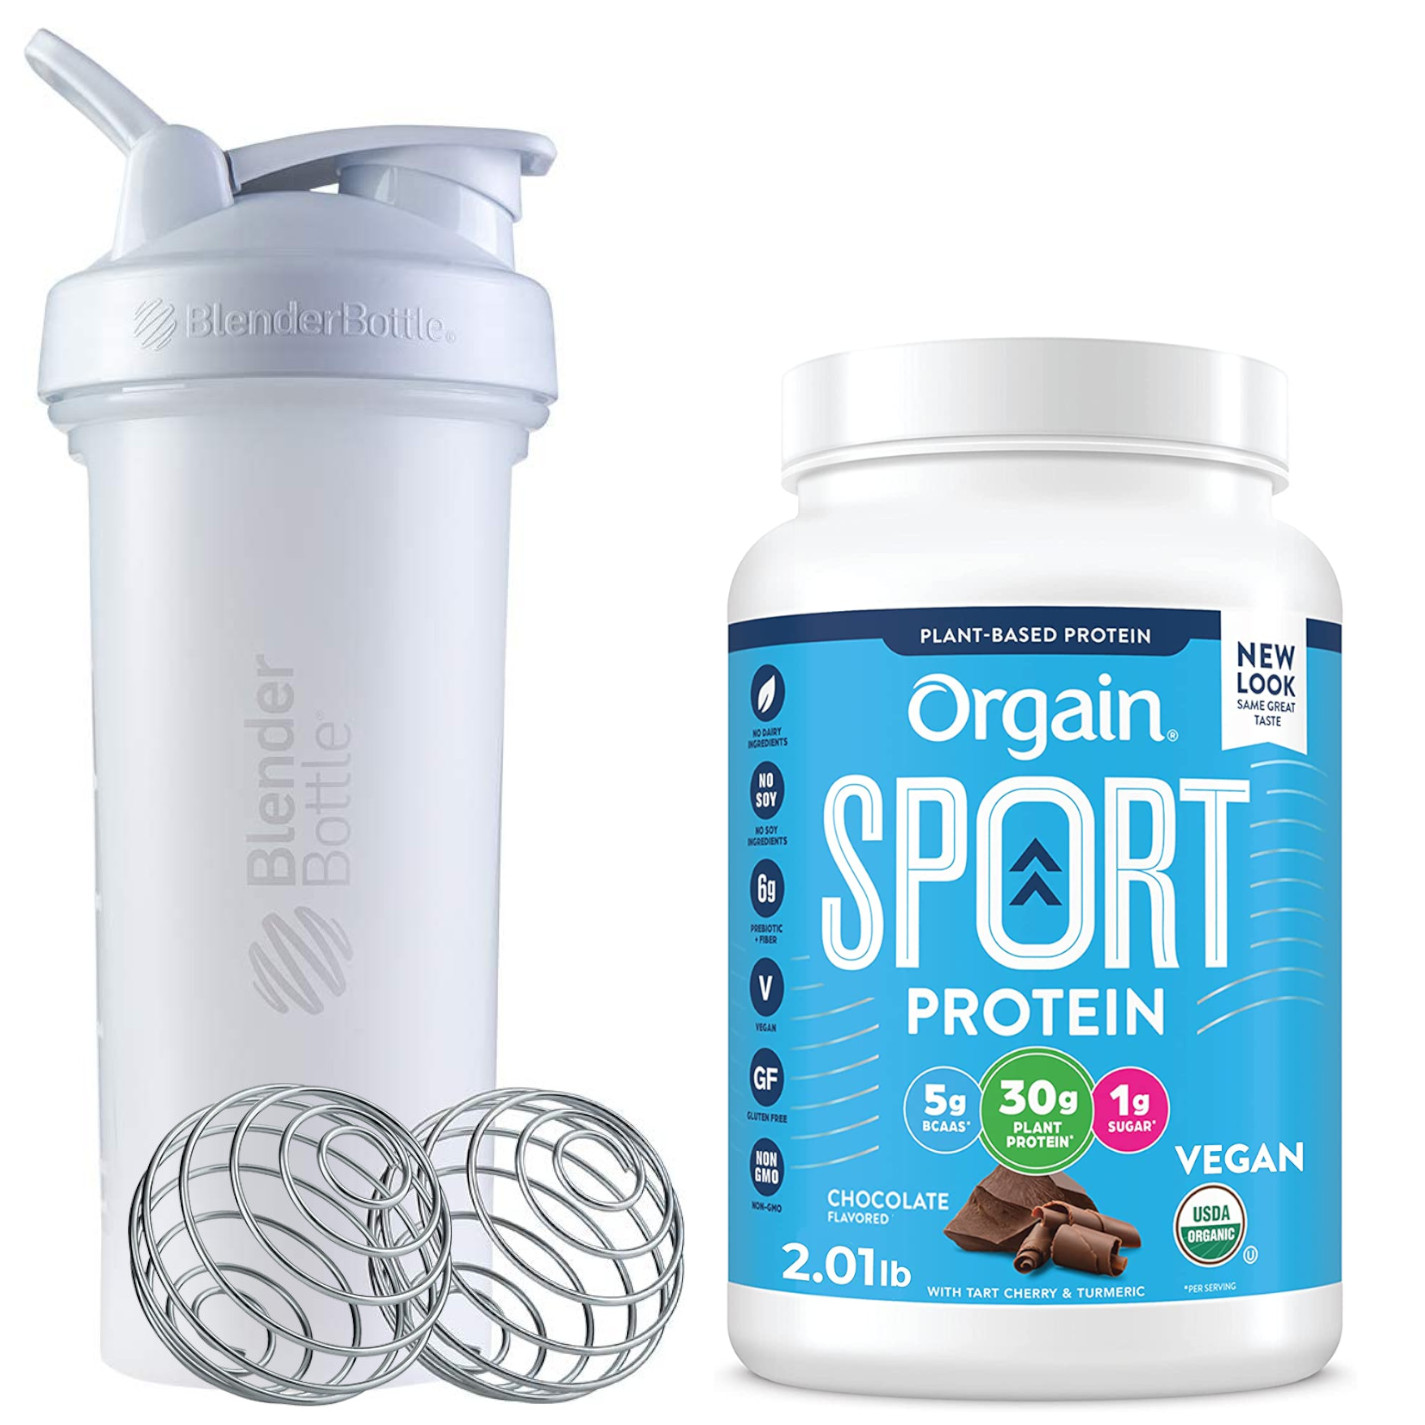 BlenderBottle®
Blender
Bottle™
PLANT-BASED PROTEIN
NEW
LOOK
SAME GREAT
TASTE
Orgain®
SPORT
PROTEIN
NO DAIRY
INGREDIENTS
NO
SOY
NO SOY
INGREDIENTS
6g
PREBIOTIC
+ FIBER
V
VEGAN
GF
GLUTEN FREE
NON
GMO
NON-GMO
5g
BCAAS*
30g
PLANT
PROTEIN*
1g
SUGAR*
VEGAN
CHOCOLATE
FLAVORED
USDA
ORGANIC
U
2.01lb
WITH TART CHERRY & TURMERIC
*PER SERVING